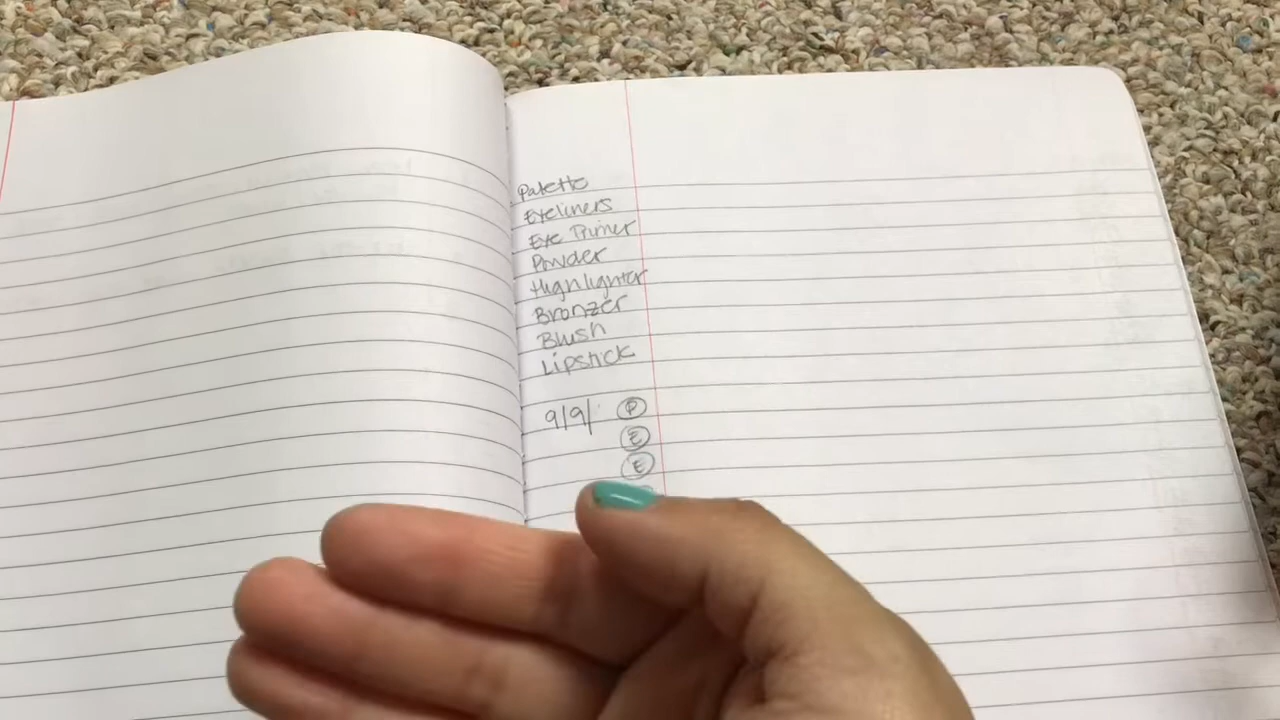 Palette
Eyeliners
Eye Primer
Powder
Highlighter
Bronzer
Blush
Lipstick
9/9/ P
E
E